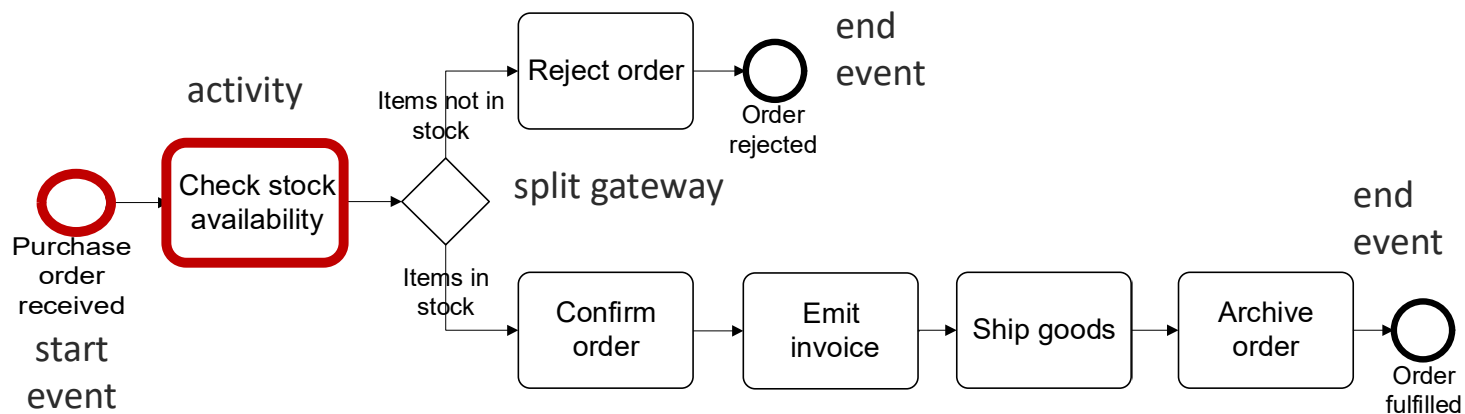 end
event
Reject order
activity
Items not in
stock
Order
rejected
Check stock
availability
split gateway
end
event
Purchase
order
received
Items in
stock
start
event
Confirm
order
Emit
invoice
Ship goods
Archive
order
Order
fulfilled